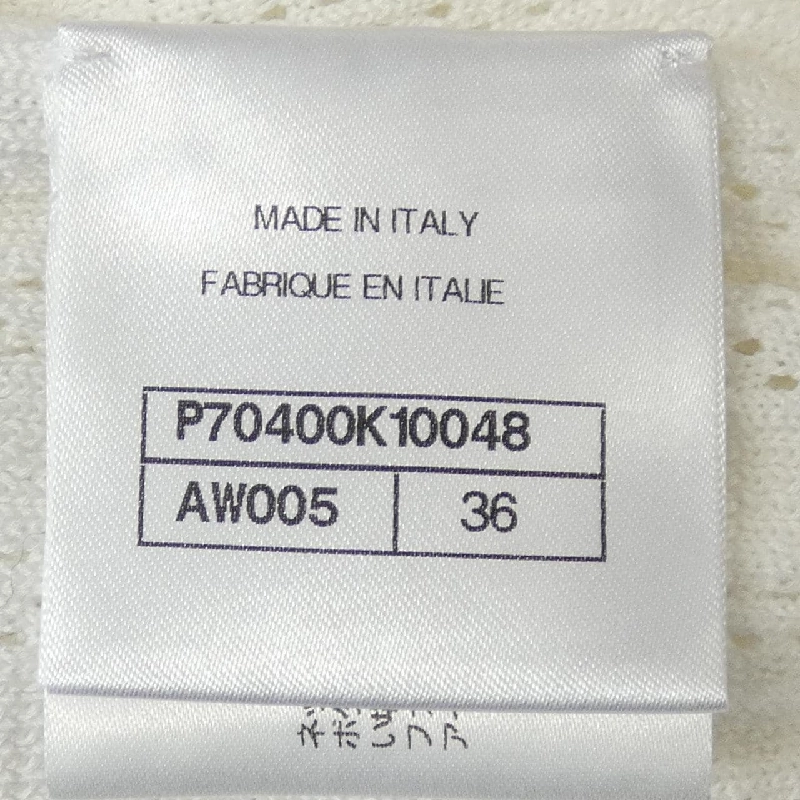 MADE IN ITALY
FABRIQUE EN ITALIE
P70400K10048
AW005
36